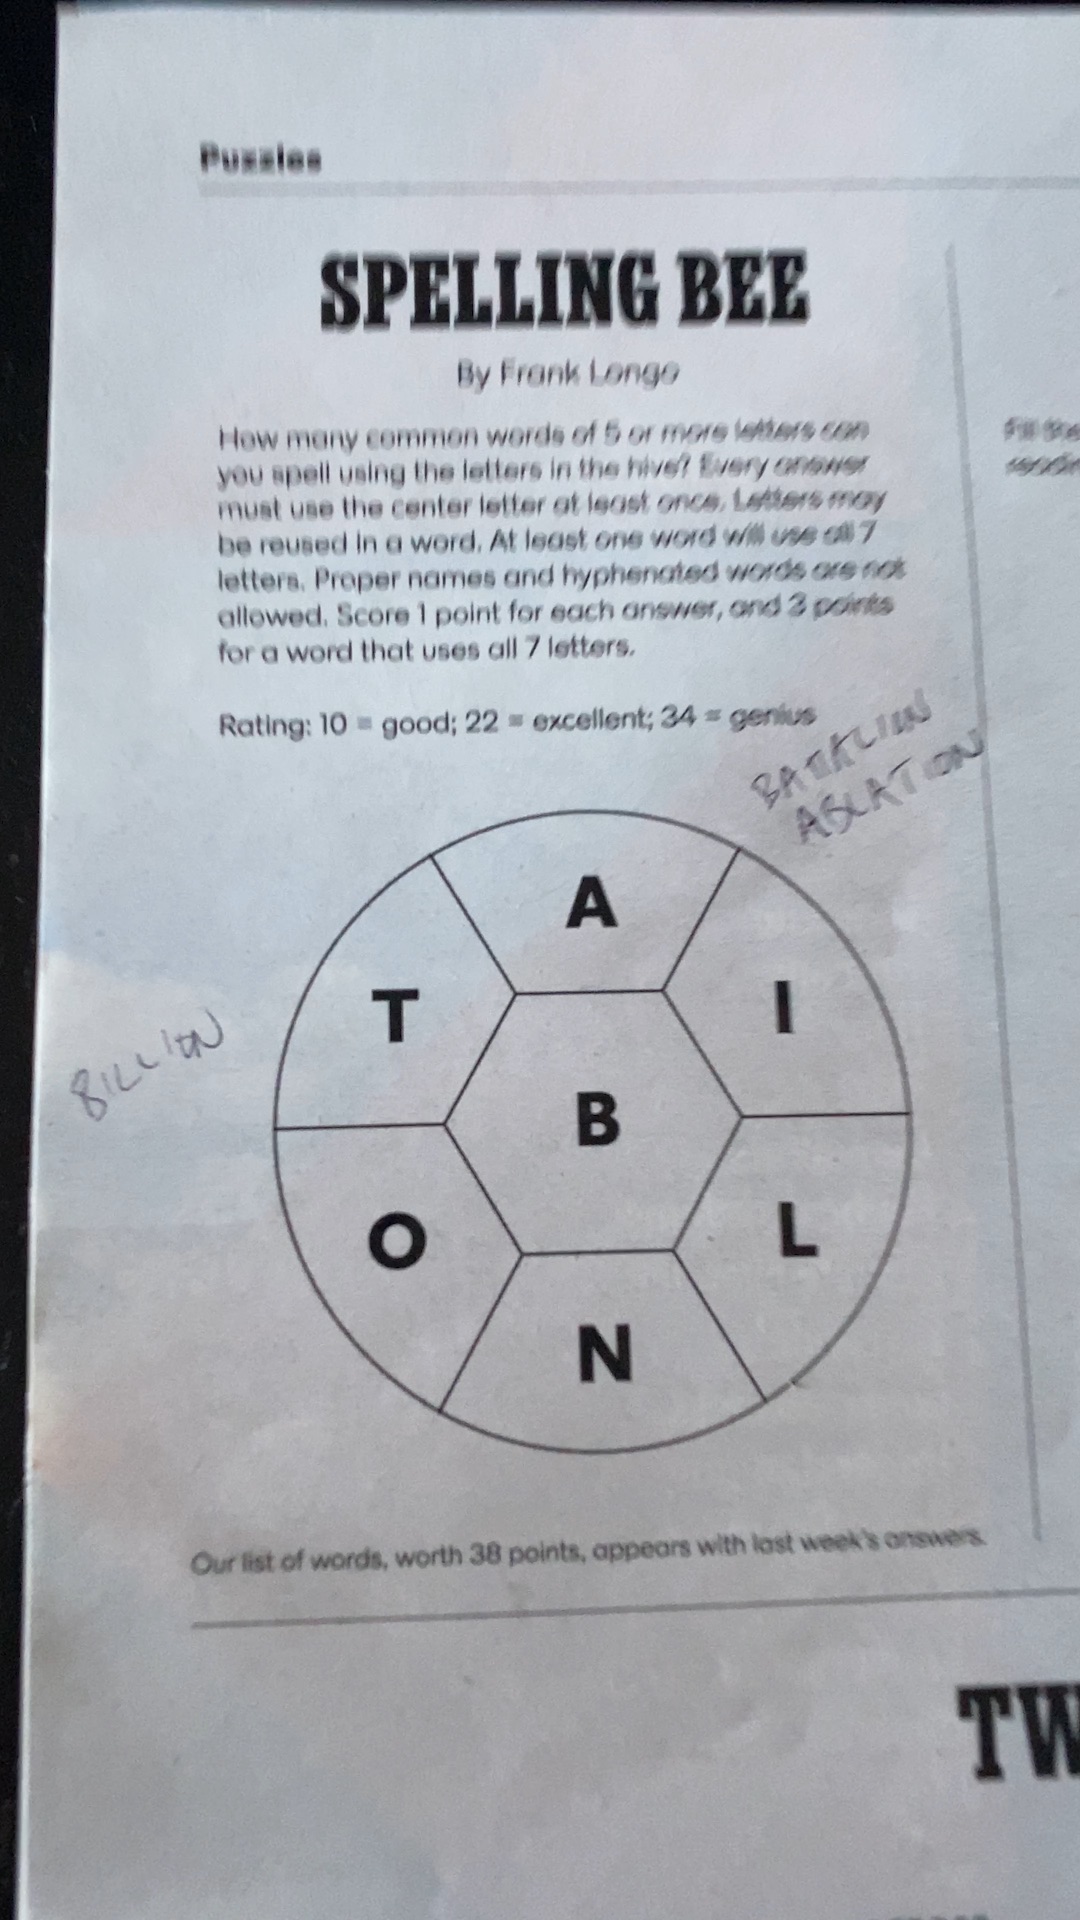 Puzzles
SPELLING BEE
By Frank Longo
How many common words of 5 or more letters can
you spell using the letters in the hive? Every answer
must use the center letter at least once. Letters may
be reused in a word. At least one word will use all 7
letters. Proper names and hyphenated words are not
allowed. Score 1 point for each answer, and 3 points
for a word that uses all 7 letters.
Rating: 10 = good; 22 = excellent; 34 = genius
ABLATION
A
T
I
BILLION
B
O
L
N
Our list of words, worth 38 points, appears with last week's answers.
TW